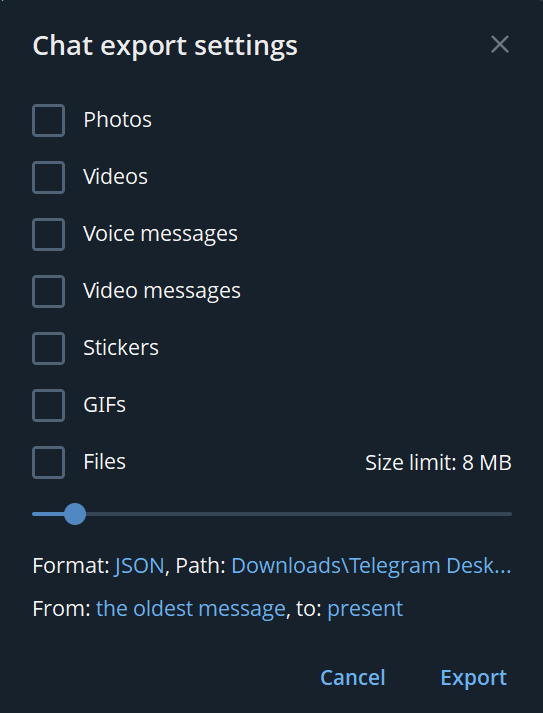 Chat export settings
Photos
Videos
Voice messages
Video messages
Stickers
GIFs
Files Size limit: 8 MB
Format: JSON, Path: Downloads\Telegram Desk...
From: the oldest message, to: present
Cancel Export